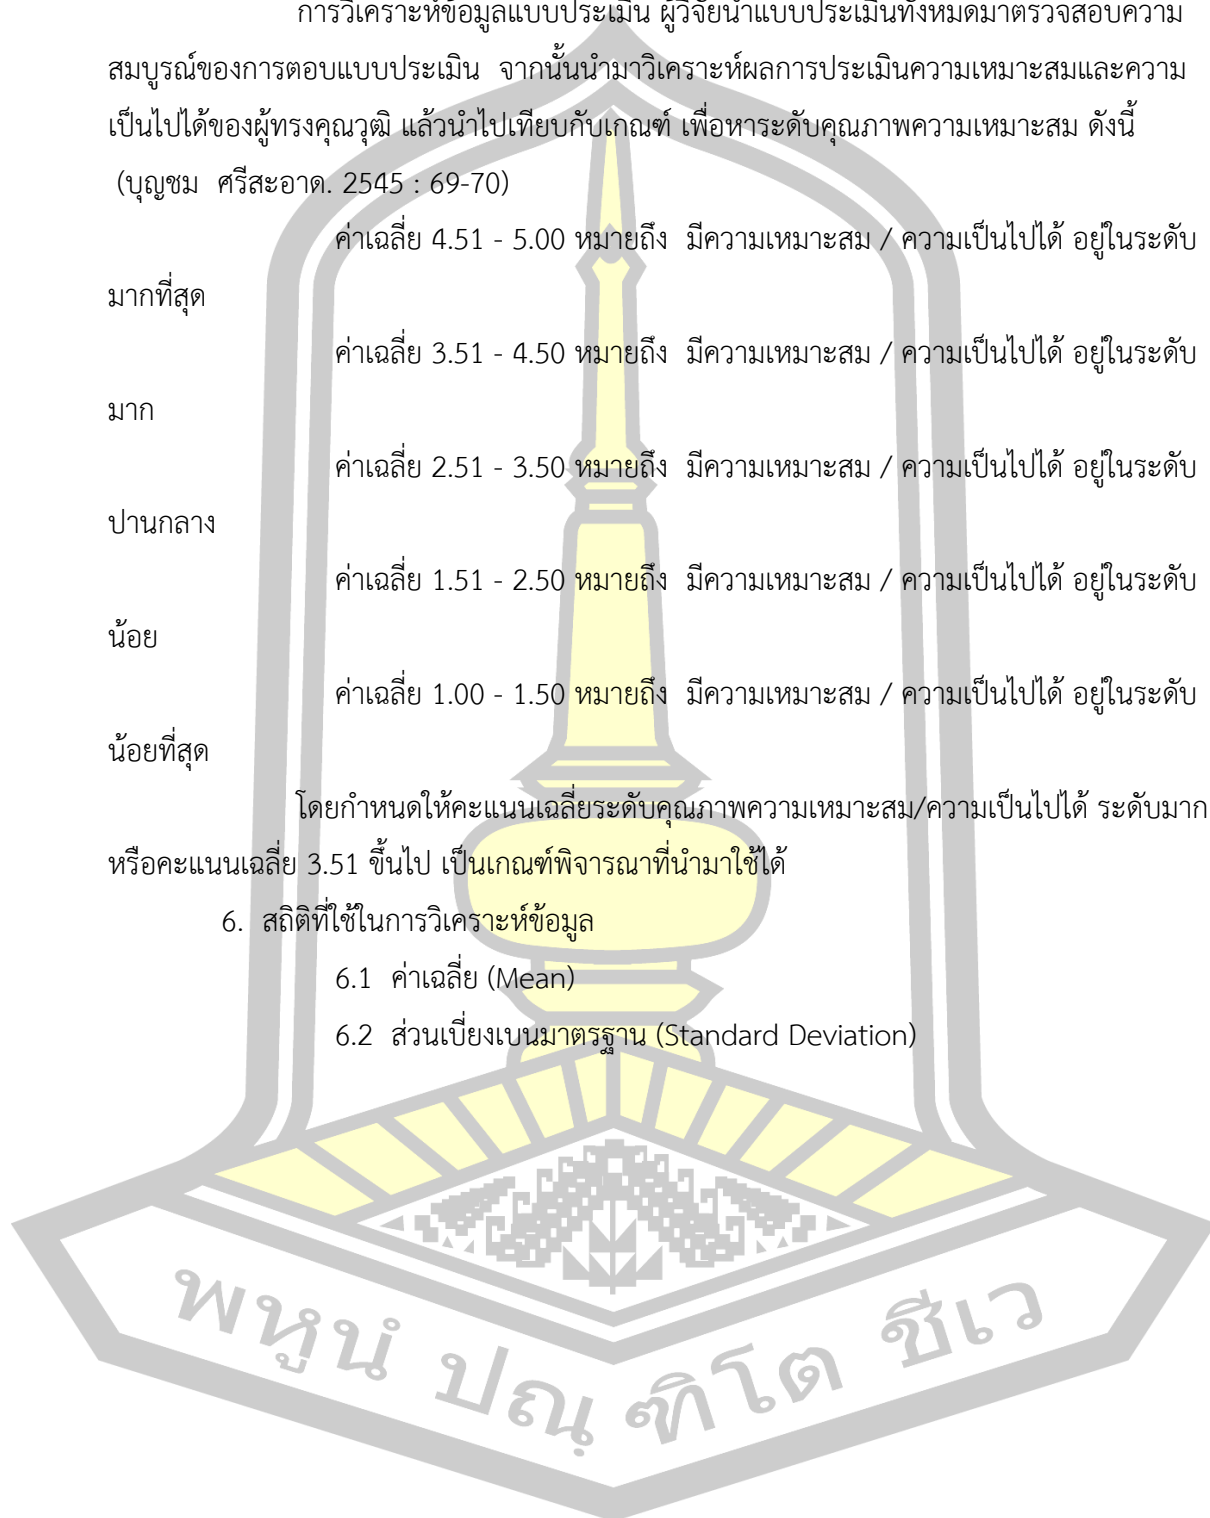 การวิเคราะห์ข้อมูลแบบประเมิน ผู้วิจัยนำแบบประเมินทั้งหมดมาตรวจสอบความ
สมบูรณ์ของการตอบแบบประเมิน จากนั้นนำมาวิเคราะห์ผลการประเมินความเหมาะสมและความ
เป็นไปได้ของผู้ทรงคุณวุฒิ แล้วนำไปเทียบกับเกณฑ์ เพื่อหาระดับคุณภาพความเหมาะสม ดังนี้
(บุญชม ศรีสะอาด. 2545 : 69-70)
ค่าเฉลี่ย 4.51 - 5.00 หมายถึง มีความเหมาะสม / ความเป็นไปได้ อยู่ในระดับ
มากที่สุด
ค่าเฉลี่ย 3.51 - 4.50 หมายถึง มีความเหมาะสม / ความเป็นไปได้ อยู่ในระดับ
มาก
ค่าเฉลี่ย 2.51 - 3.50 หมายถึง มีความเหมาะสม / ความเป็นไปได้ อยู่ในระดับ
ปานกลาง
ค่าเฉลี่ย 1.51 - 2.50 หมายถึง มีความเหมาะสม / ความเป็นไปได้ อยู่ในระดับ
น้อย
ค่าเฉลี่ย 1.00 - 1.50 หมายถึง มีความเหมาะสม / ความเป็นไปได้ อยู่ในระดับ
น้อยที่สุด
โดยกำหนดให้คะแนนเฉลี่ยระดับคุณภาพความเหมาะสม/ความเป็นไปได้ ระดับมาก
หรือคะแนนเฉลี่ย 3.51 ขึ้นไป เป็นเกณฑ์พิจารณาที่นำมาใช้ได้
6. สถิติที่ใช้ในการวิเคราะห์ข้อมูล
6.1 ค่าเฉลี่ย (Mean)
6.2 ส่วนเบี่ยงเบนมาตรฐาน (Standard Deviation)
พหูนํ ปณฺฑิโต ชีเว